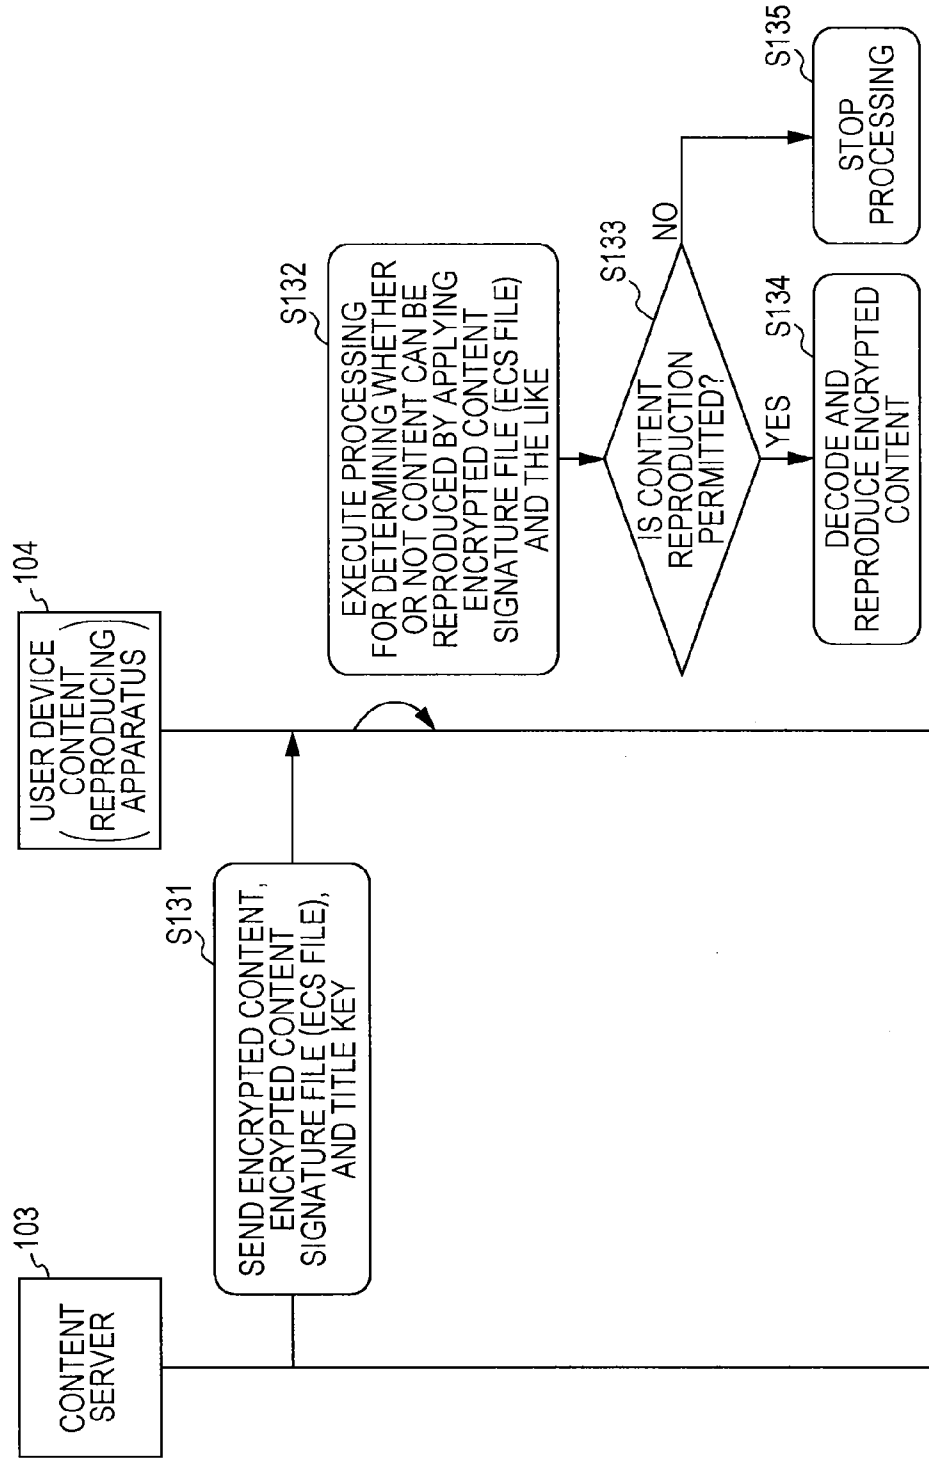 103
CONTENT
SERVER
104
USER DEVICE
(CONTENT
REPRODUCING
APPARATUS)
S131
SEND ENCRYPTED CONTENT,
ENCRYPTED CONTENT
SIGNATURE FILE (ECS FILE),
AND TITLE KEY
S132
EXECUTE PROCESSING
FOR DETERMINING WHETHER
OR NOT CONTENT CAN BE
REPRODUCED BY APPLYING
ENCRYPTED CONTENT
SIGNATURE FILE (ECS FILE)
AND THE LIKE
S133
IS CONTENT
REPRODUCTION
PERMITTED?
NO
YES
S134
DECODE AND
REPRODUCE ENCRYPTED
CONTENT
S135
STOP
PROCESSING